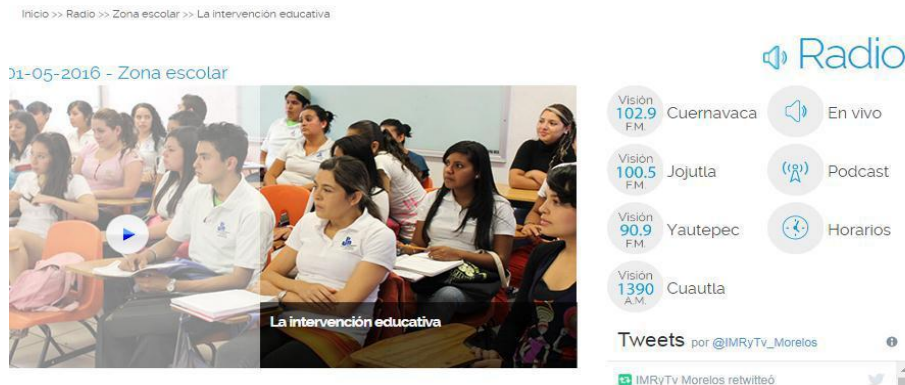 Inicio >> Radio >> Zona escolar >> La intervención educativa
01-05-2016 - Zona escolar
La intervención educativa
Radio
Visión
102.9
F.M.
Cuernavaca
En vivo
Visión
100.5
F.M.
Jojutla
Podcast
Visión
90.9
F.M.
Yautepec
Horarios
Visión
1390
A.M.
Cuautla
Tweets por @IMRyTv_Morelos
IMRyTV Morelos retwitteó